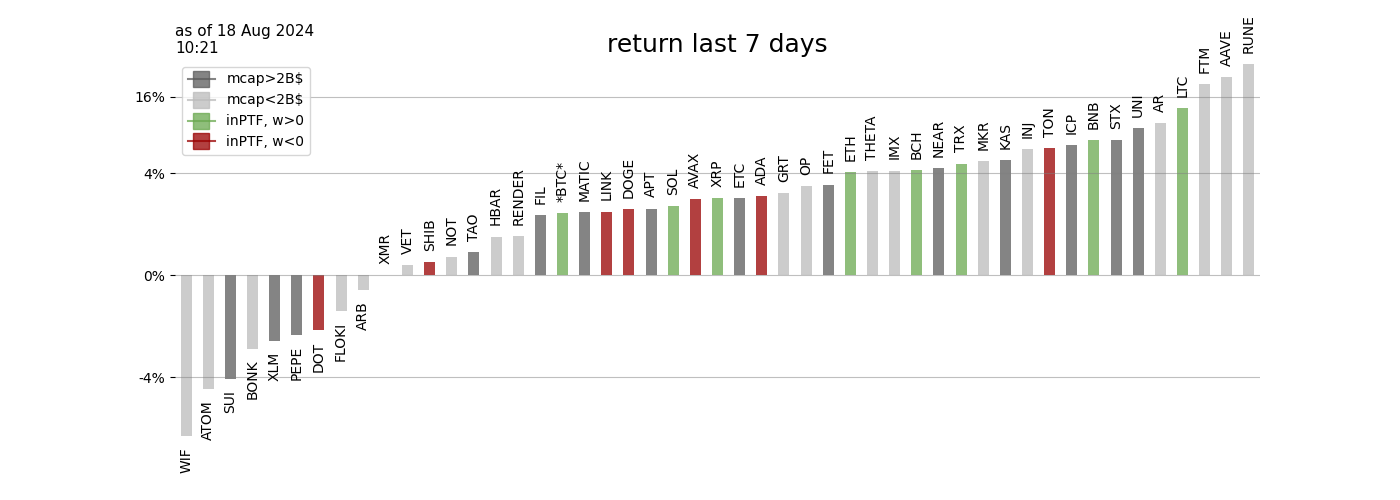 as of 18 Aug 2024
10:21
return last 7 days
mcap>2B$
mcap<2B$
inPTF, w>0
inPTF, w<0
16%
4%
0%
-4%
WIF
ATOM
SUI
BONK
XLM
PEPE
DOT
FLOKI
ARB
XMR
VET
SHIB
NOT
TAO
HBAR
RENDER
FIL
*BTC*
MATIC
LINK
DOGE
APT
SOL
AVAX
XRP
ETC
ADA
GRT
OP
FET
ETH
THETA
IMX
BCH
NEAR
TRX
MKR
KAS
INJ
TON
ICP
BNB
STX
UNI
AR
LTC
FTM
AAVE
RUNE